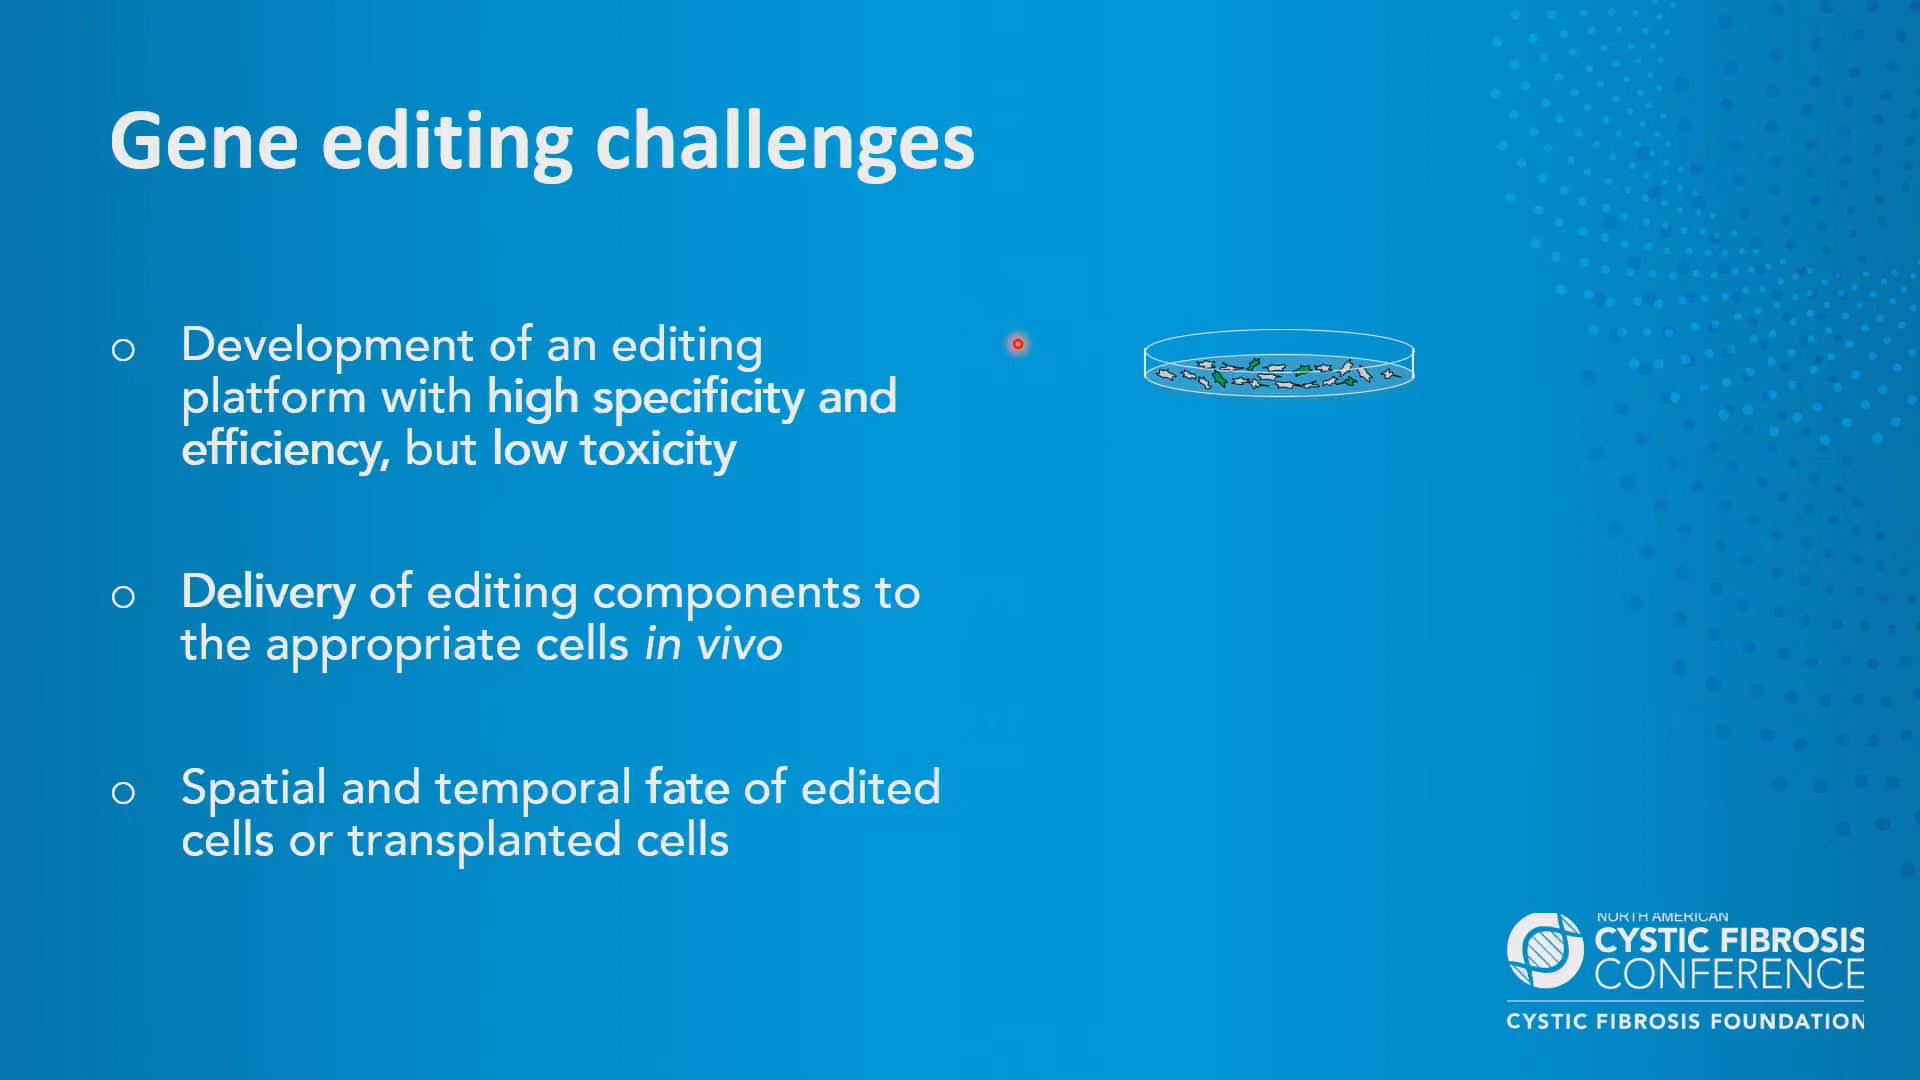 Gene editing challenges
o Development of an editing
platform with high specificity and
efficiency, but low toxicity
o Delivery of editing components to
the appropriate cells in vivo
o Spatial and temporal fate of edited
cells or transplanted cells
NORTH AMERICAN
CYSTIC FIBROSIS
CONFERENCE
CYSTIC FIBROSIS FOUNDATION